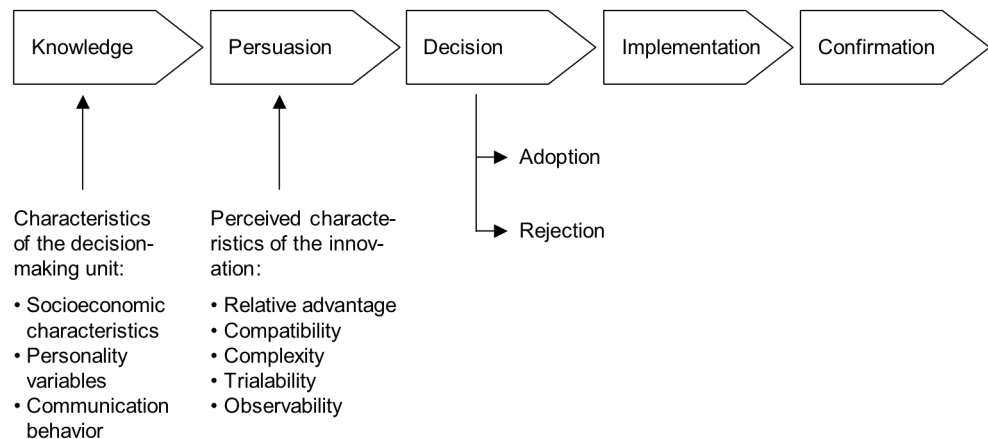 Knowledge
Persuasion
Decision
Implementation
Confirmation
Adoption
Rejection
Characteristics
of the decision-
making unit:
• Socioeconomic
characteristics
• Personality
variables
• Communication
behavior
Perceived characte-
ristics of the innov-
ation:
• Relative advantage
• Compatibility
• Complexity
• Trialability
• Observability